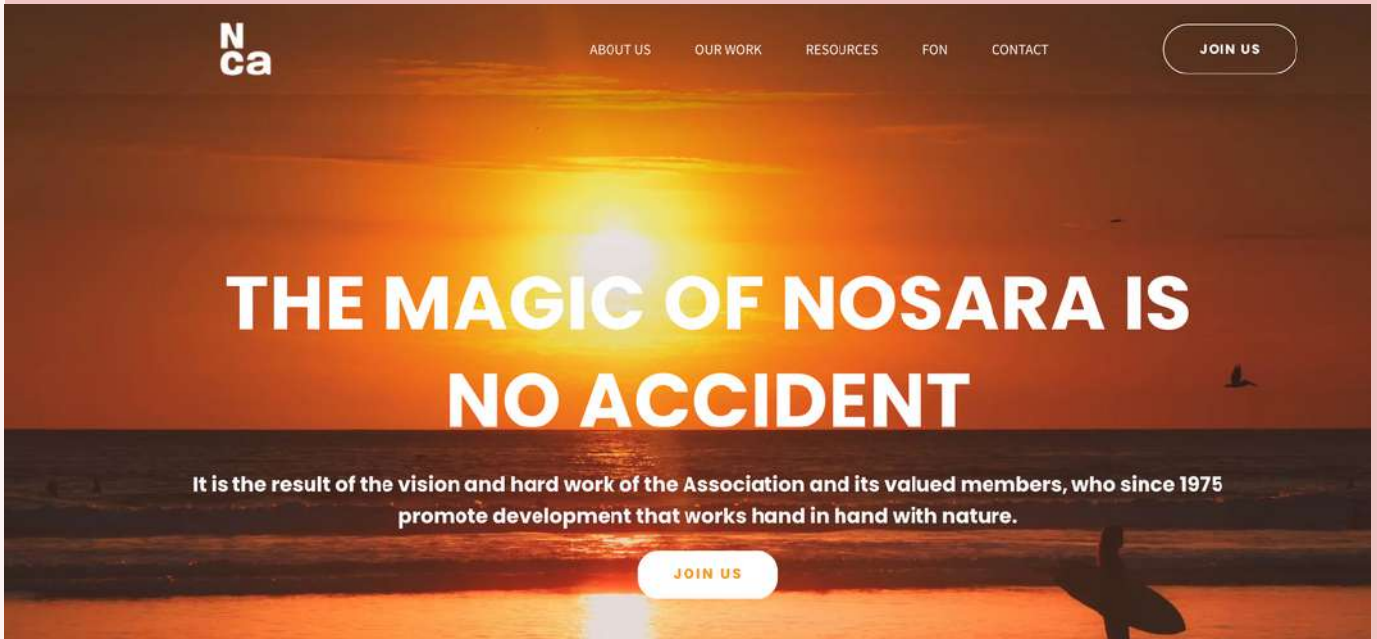 N
ca
ABOUT US
OUR WORK
RESOURCES
FON
CONTACT
JOIN US
THE MAGIC OF NOSARA IS
NO ACCIDENT
It is the result of the vision and hard work of the Association and its valued members, who since 1975
promote development that works hand in hand with nature.
JOIN US